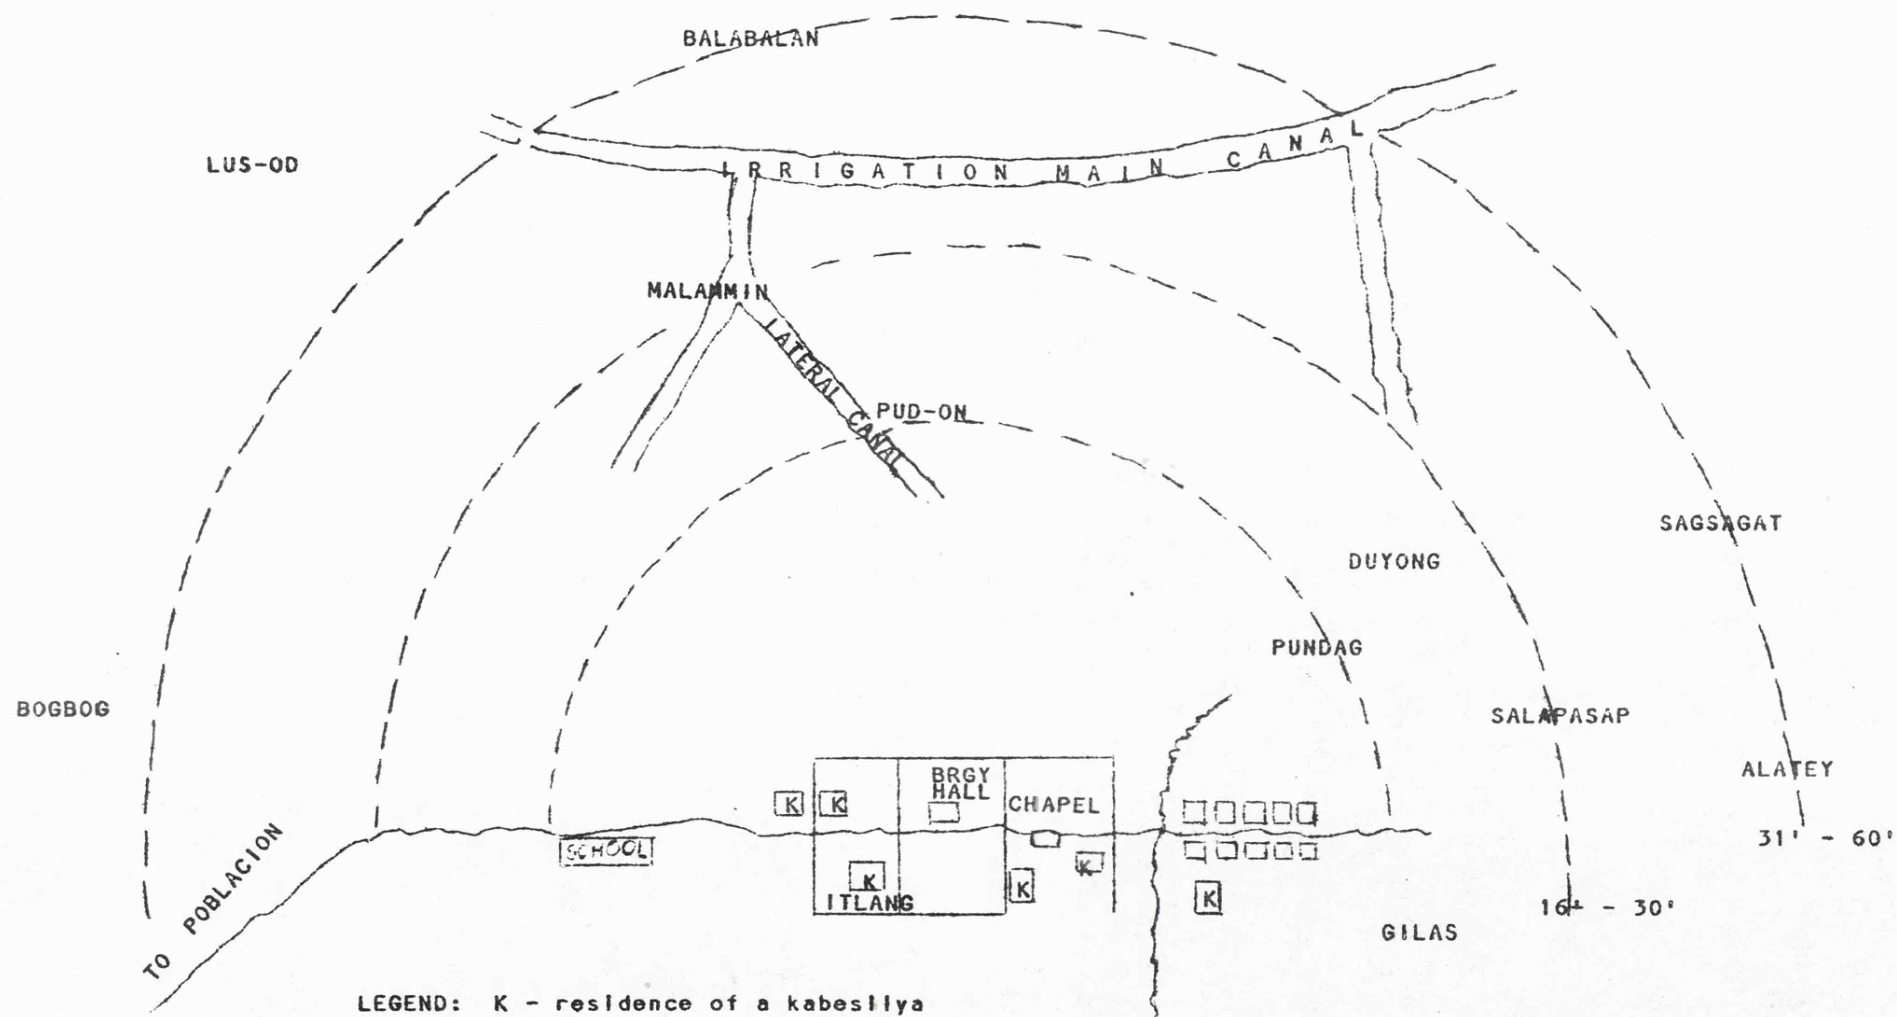 BALABALAN
LUS-OD
IRRIGATION MAIN CANAL
MALAMMIN
LATERAL CANAL
PUD-ON
SAGSAGAT
DUYONG
PUNDAG
BOGBOG
SALAPASAP
ALATEY
BRGY
HALL
K
K
CHAPEL
31' - 60'
SCHOOL
K
K
K
K
ITLANG
TO POBLACION
16' - 30'
GILAS
LEGEND: K - residence of a kabesilya